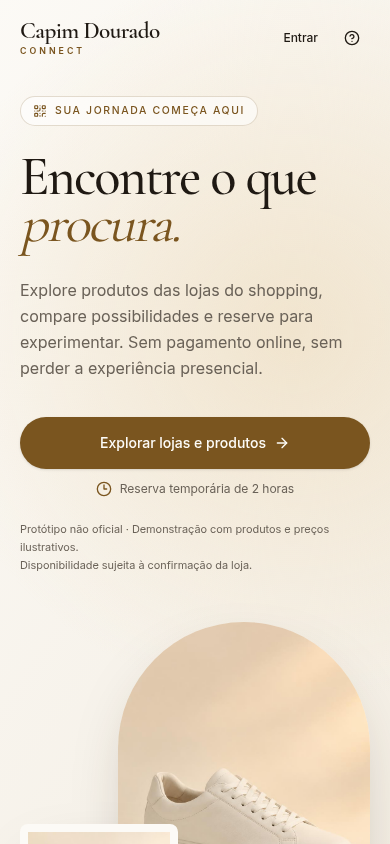 Capim Dourado
CONNECT
Entrar
SUA JORNADA COMEÇA AQUI
Encontre o que
procura.
Explore produtos das lojas do shopping,
compare possibilidades e reserve para
experimentar. Sem pagamento online, sem
perder a experiência presencial.
Explorar lojas e produtos →
Reserva temporária de 2 horas
Protótipo não oficial · Demonstração com produtos e preços
ilustrativos.
Disponibilidade sujeita à confirmação da loja.